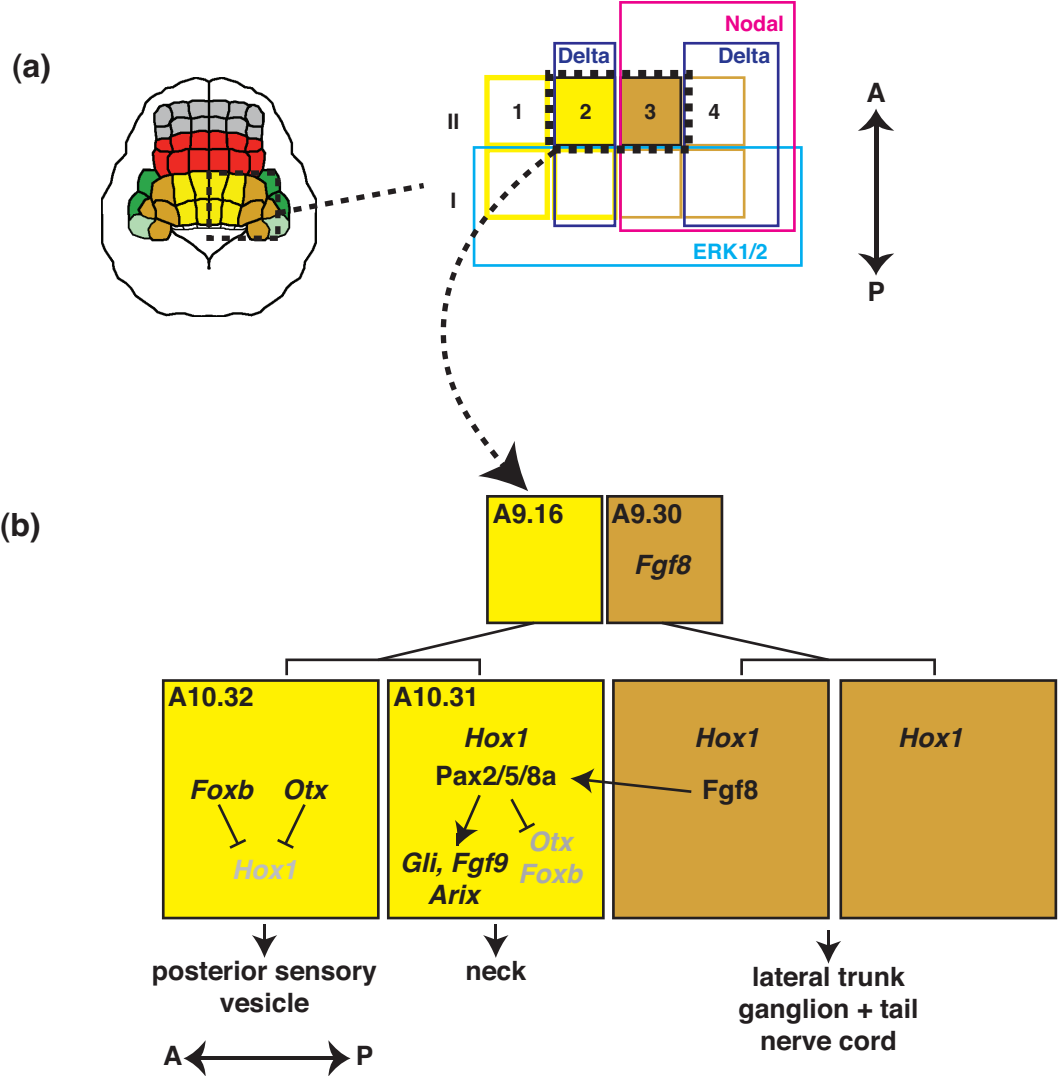 (a)
Nodal
Delta
Delta
II
1
2
3
4
I
ERK1/2
A
P
(b)
A9.16
A9.30
Fgf8
A10.32
A10.31
Hox1
Hox1
Hox1
Foxb
Otx
Pax2/5/8a
Fgf8
Hox1
Gli, Fgf9
Arix
Otx
Foxb
posterior sensory
vesicle
neck
lateral trunk
ganglion + tail
nerve cord
A
P